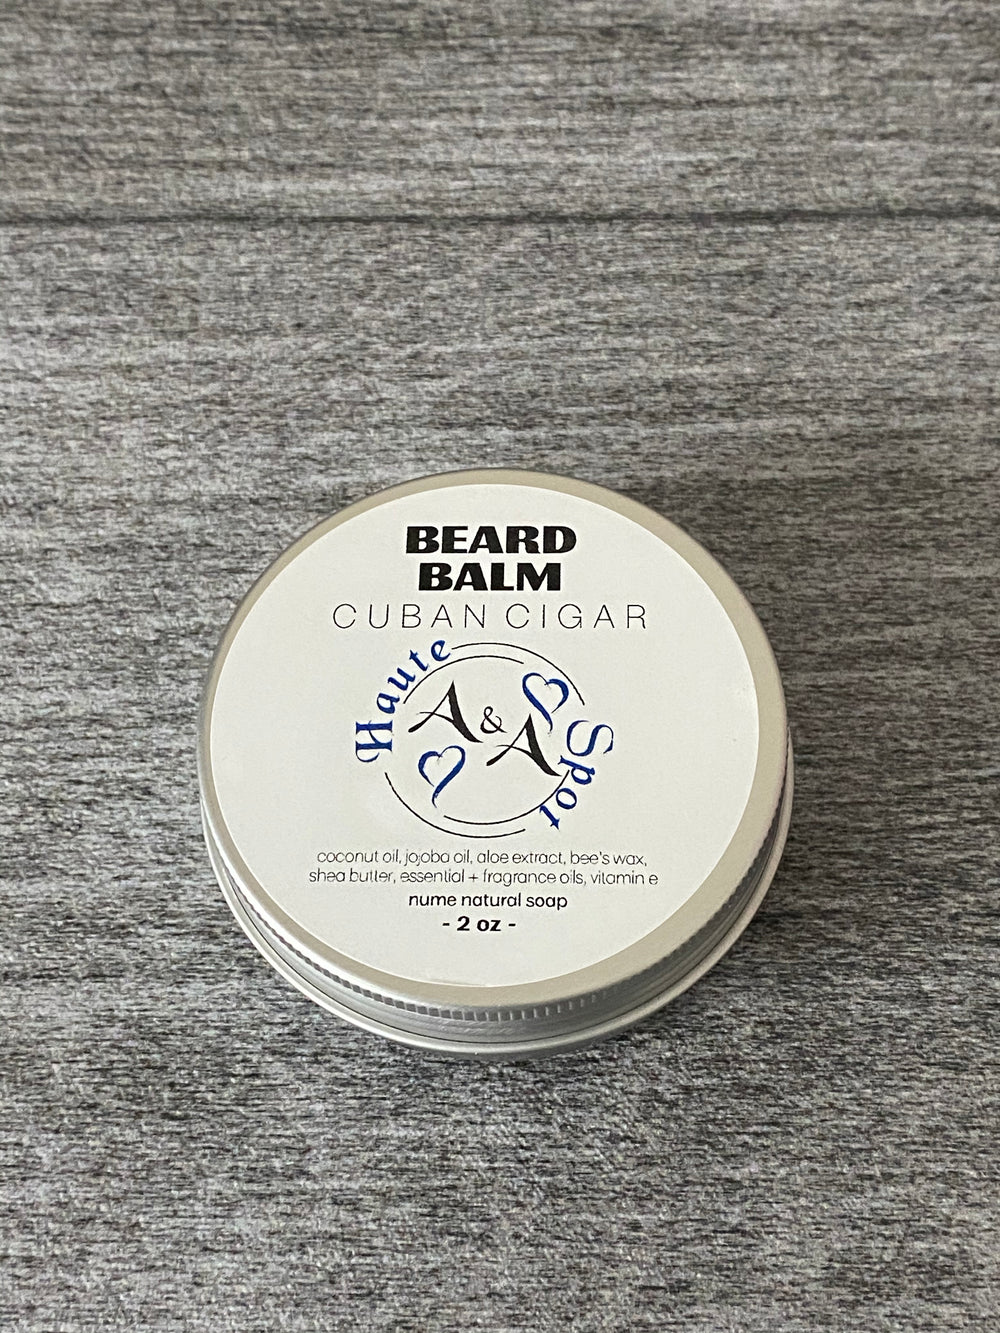 BEARD
BALM
CUBAN CIGAR
Haute
A & A
Spot
coconut oil, jojoba oil, aloe extract, bee's wax,
shea butter, essential + fragrance oils, vitamin e
nume natural soap
- 2 oz -